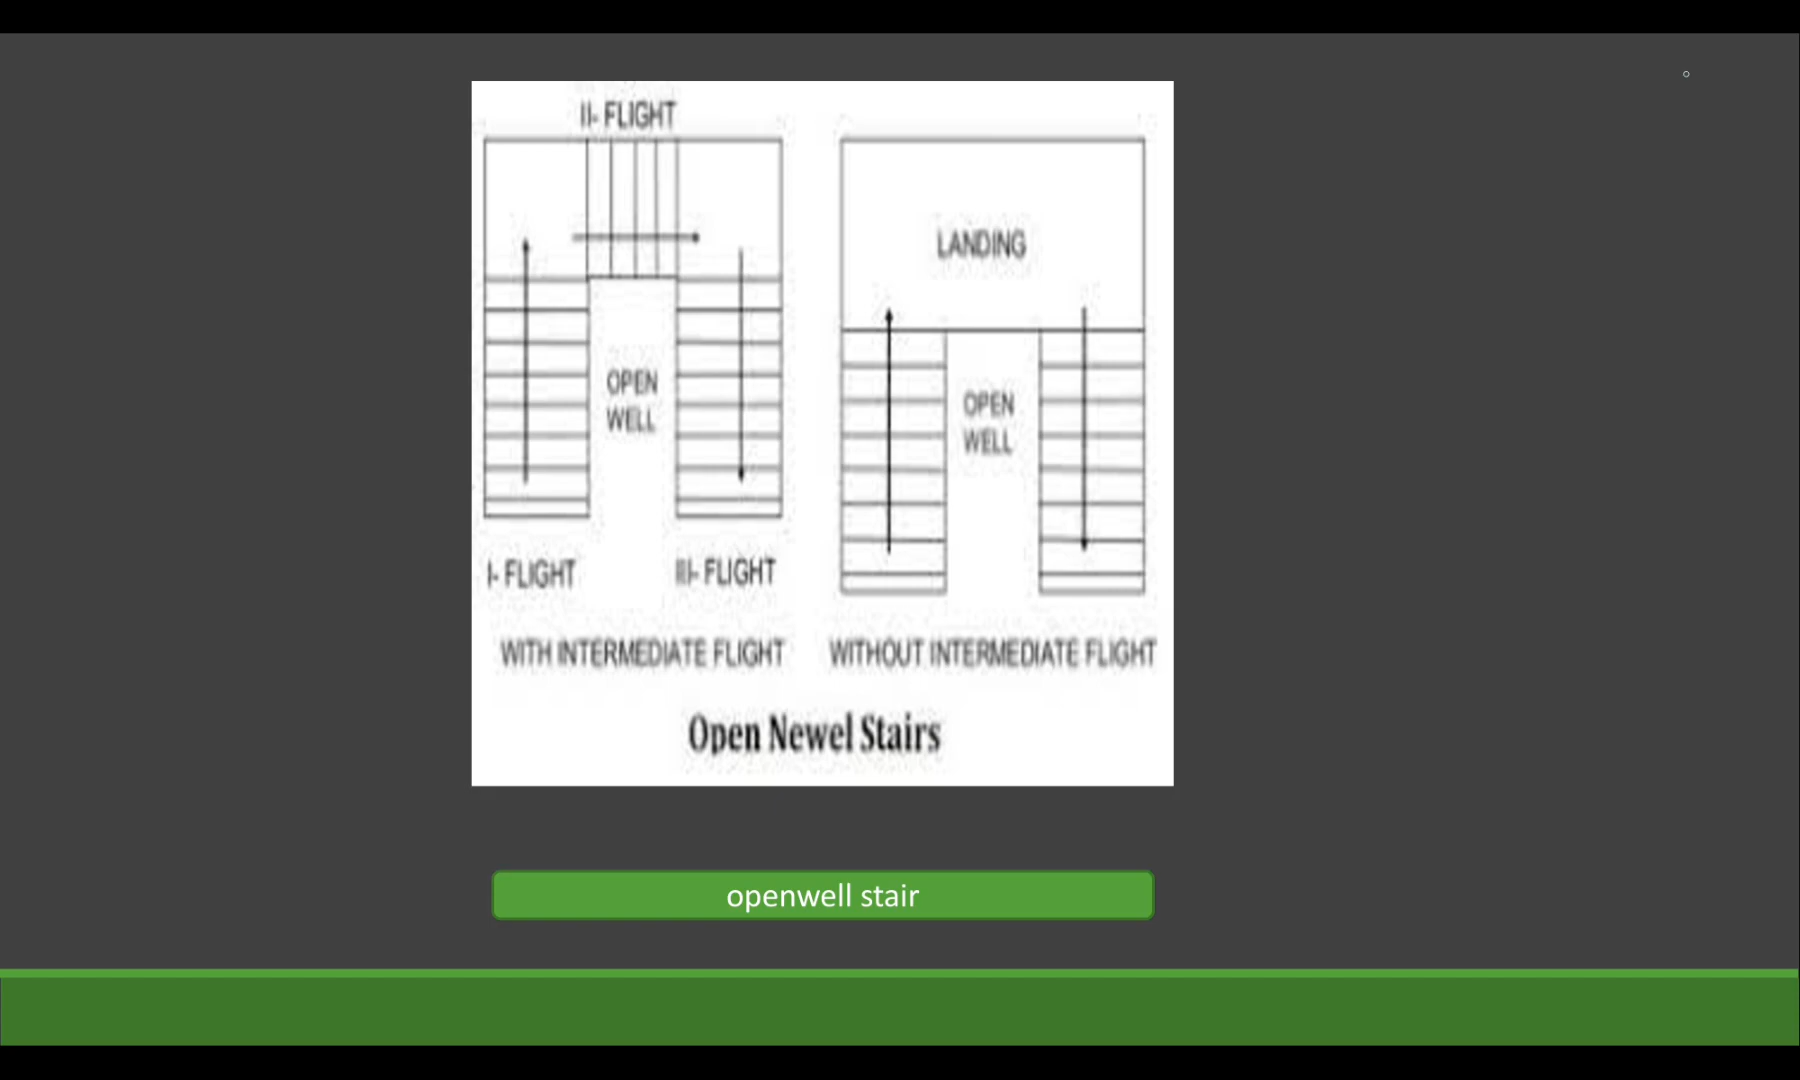 II- FLIGHT
LANDING
OPEN
WELL
OPEN
WELL
I- FLIGHT
III- FLIGHT
WITH INTERMEDIATE FLIGHT
WITHOUT INTERMEDIATE FLIGHT
Open Newel Stairs
openwell stair